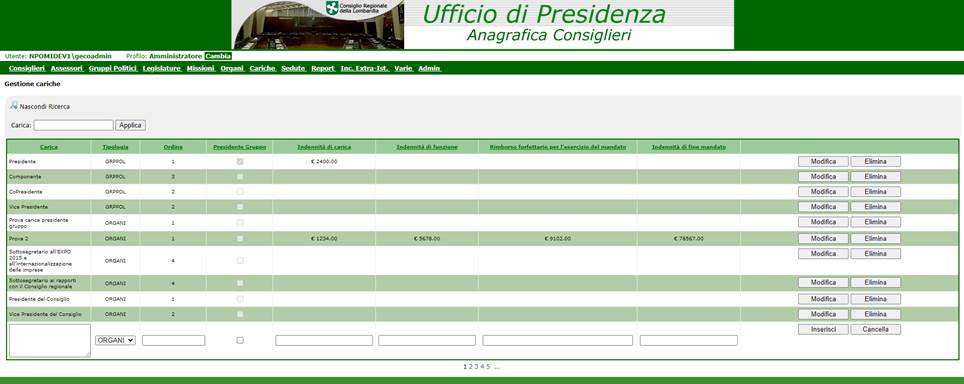 Consiglio Regionale
della Lombardia
Ufficio di Presidenza
Anagrafica Consiglieri
Utente: NPOMIDEV1\gecoadmin Profilo: Amministratore Cambia
Consiglieri Assessori Gruppi Politici Legislature Missioni Organi Cariche Sedute Report Inc. Extra-Ist. Varie Admin
Gestione cariche
Nascondi Ricerca
Carica: Applica
Carica Tipologia Ordine Presidente Gruppo Indennità di carica Indennità di funzione Rimborso forfettario per l'esercizio del mandato Indennità di fine mandato
Presidente GRPPOL 1 € 2400.00 Modifica Elimina
Componente GRPPOL 3 Modifica Elimina
CoPresidente GRPPOL 2 Modifica Elimina
Vice Presidente GRPPOL 2 Modifica Elimina
Prova carica presidente
gruppo ORGANI 1 Modifica Elimina
Prova 2 ORGANI 1 € 1234.00 € 5678.00 € 9102.00 € 78567.00 Modifica Elimina
Sottosegretario all'EXPO
2015 e
all'internazionalizzazione
delle imprese ORGANI 4 Modifica Elimina
Sottosegretario ai rapporti
con il Consiglio regionale ORGANI 4 Modifica Elimina
Presidente del Consiglio ORGANI 1 Modifica Elimina
Vice Presidente del Consiglio ORGANI 2 Modifica Elimina
ORGANI Inserisci Cancella
1 2 3 4 5 ...